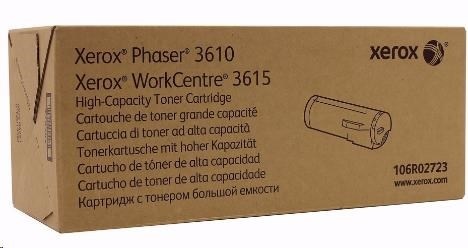 Xerox® Phaser® 3610
Xerox® WorkCentre® 3615
High-Capacity Toner Cartridge
Cartouche de toner grande capacité
Cartuccia di toner ad alta capacità
Tonerkartusche mit hoher Kapazität
Cartucho de tóner de alta capacidad
Cartucho de toner de alta capacidade
Картридж с тонером большой емкости
xerox
106R02723
www.xerox.com